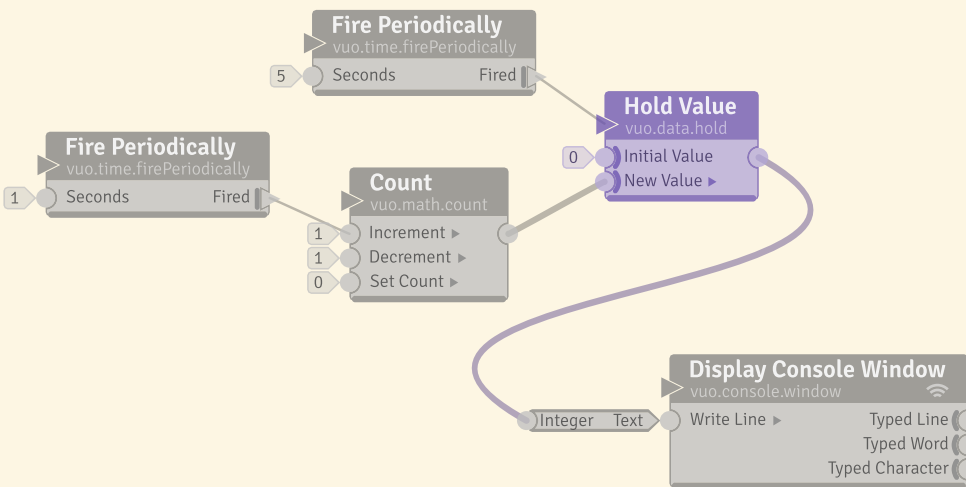 Fire Periodically
vuo.time.firePeriodically
5
Seconds
Fired
Hold Value
vuo.data.hold
0
Initial Value
New Value
Fire Periodically
vuo.time.firePeriodically
1
Seconds
Fired
Count
vuo.math.count
1
Increment
1
Decrement
0
Set Count
Display Console Window
vuo.console.window
Integer Text
Write Line
Typed Line
Typed Word
Typed Character